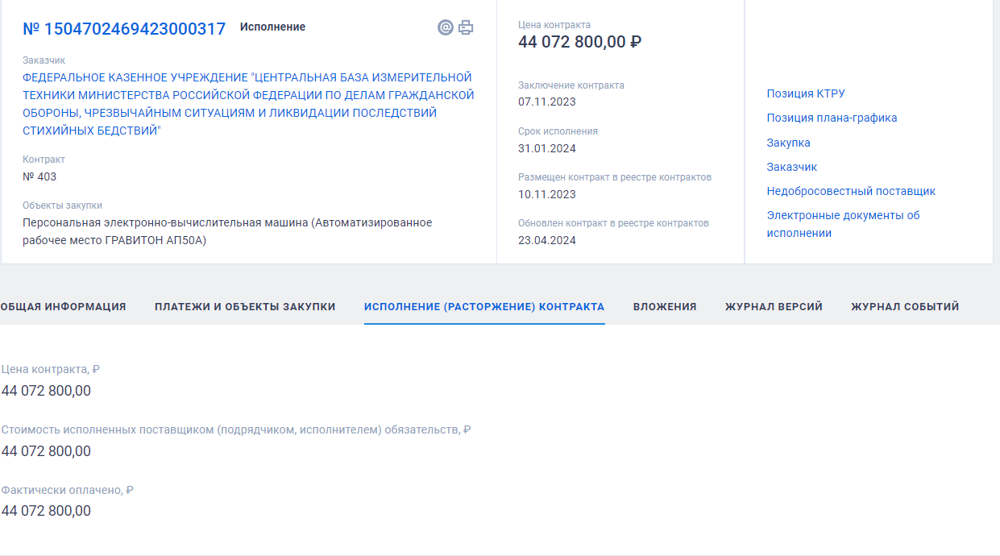 № 1504702469423000317 Исполнение
Заказчик
ФЕДЕРАЛЬНОЕ КАЗЕННОЕ УЧРЕЖДЕНИЕ "ЦЕНТРАЛЬНАЯ БАЗА ИЗМЕРИТЕЛЬНОЙ
ТЕХНИКИ МИНИСТЕРСТВА РОССИЙСКОЙ ФЕДЕРАЦИИ ПО ДЕЛАМ ГРАЖДАНСКОЙ
ОБОРОНЫ, ЧРЕЗВЫЧАЙНЫМ СИТУАЦИЯМ И ЛИКВИДАЦИИ ПОСЛЕДСТВИЙ
СТИХИЙНЫХ БЕДСТВИЙ"
Контракт
№ 403
Объекты закупки
Персональная электронно-вычислительная машина (Автоматизированное
рабочее место ГРАВИТОН АП50А)
Цена контракта
44 072 800,00 ₽
Заключение контракта
07.11.2023
Срок исполнения
31.01.2024
Размещен контракт в реестре контрактов
10.11.2023
Обновлен контракт в реестре контрактов
23.04.2024
Позиция КТРУ
Позиция плана-графика
Закупка
Заказчик
Недобросовестный поставщик
Электронные документы об
исполнении
ОБЩАЯ ИНФОРМАЦИЯ ПЛАТЕЖИ И ОБЪЕКТЫ ЗАКУПКИ ИСПОЛНЕНИЕ (РАСТОРЖЕНИЕ) КОНТРАКТА ВЛОЖЕНИЯ ЖУРНАЛ ВЕРСИЙ ЖУРНАЛ СОБЫТИЙ
Цена контракта, ₽
44 072 800,00
Стоимость исполненных поставщиком (подрядчиком, исполнителем) обязательств, ₽
44 072 800,00
Фактически оплачено, ₽
44 072 800,00